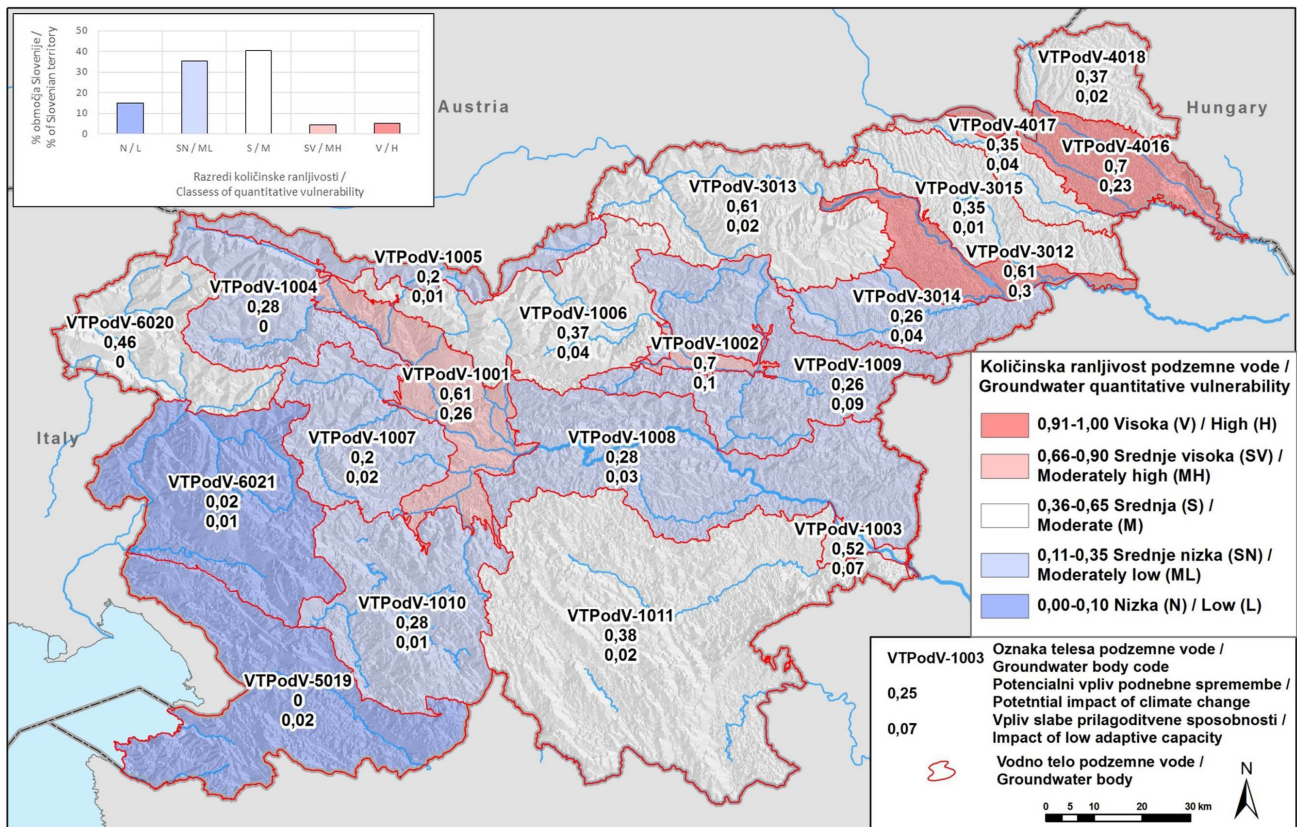 % območja Slovenije /
% of Slovenian territory
50
40
30
20
10
0
N / L
SN / ML
S / M
SV / MH
V / H
Razredi količinske ranljivosti /
Classess of quantitative vulnerability
Austria
Hungary
Italy
VTPodV-4018
0,37
0,02
VTPodV-4017
0,35
0,04
VTPodV-4016
0,7
0,23
VTPodV-3013
0,61
0,02
VTPodV-3015
0,35
0,01
VTPodV-3012
0,61
0,3
VTPodV-1005
0,2
0,01
VTPodV-1004
0,28
0
VTPodV-3014
0,26
0,04
VTPodV-6020
0,46
0
VTPodV-1006
0,37
0,04
VTPodV-1002
0,7
0,1
VTPodV-1009
0,26
0,09
VTPodV-1001
0,61
0,26
VTPodV-1007
0,2
0,02
VTPodV-1008
0,28
0,03
VTPodV-6021
0,02
0,01
VTPodV-1003
0,52
0,07
VTPodV-1010
0,28
0,01
VTPodV-1011
0,38
0,02
VTPodV-5019
0
0,02
Količinska ranljivost podzemne vode /
Groundwater quantitative vulnerability
0,91-1,00 Visoka (V) / High (H)
0,66-0,90 Srednje visoka (SV) /
Moderately high (MH)
0,36-0,65 Srednja (S) /
Moderate (M)
0,11-0,35 Srednje nizka (SN) /
Moderately low (ML)
0,00-0,10 Nizka (N) / Low (L)
VTPodV-1003
Oznaka telesa podzemne vode /
Groundwater body code
0,25
Potencialni vpliv podnebne spremembe /
Potetntial impact of climate change
0,07
Vpliv slabe prilagoditvene sposobnosti /
Impact of low adaptive capacity
Vodno telo podzemne vode /
Groundwater body
N
0 5 10 20 30 km